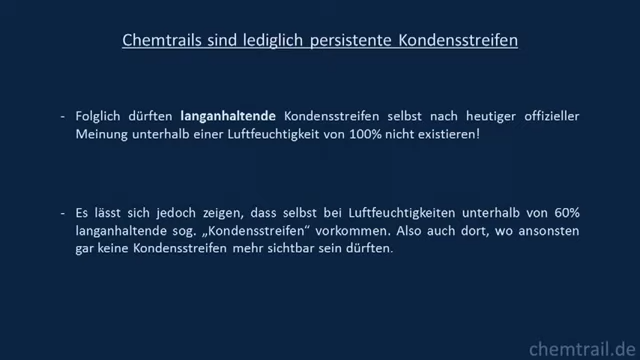 Chemtrails sind lediglich persistente Kondensstreifen
- Folglich dürften langanhaltende Kondensstreifen selbst nach heutiger offizieller
Meinung unterhalb einer Luftfeuchtigkeit von 100% nicht existieren!
- Es lässt sich jedoch zeigen, dass selbst bei Luftfeuchtigkeiten unterhalb von 60%
langanhaltende sog. „Kondensstreifen“ vorkommen. Also auch dort, wo ansonsten
gar keine Kondensstreifen mehr sichtbar sein dürften.
chemtrail.de